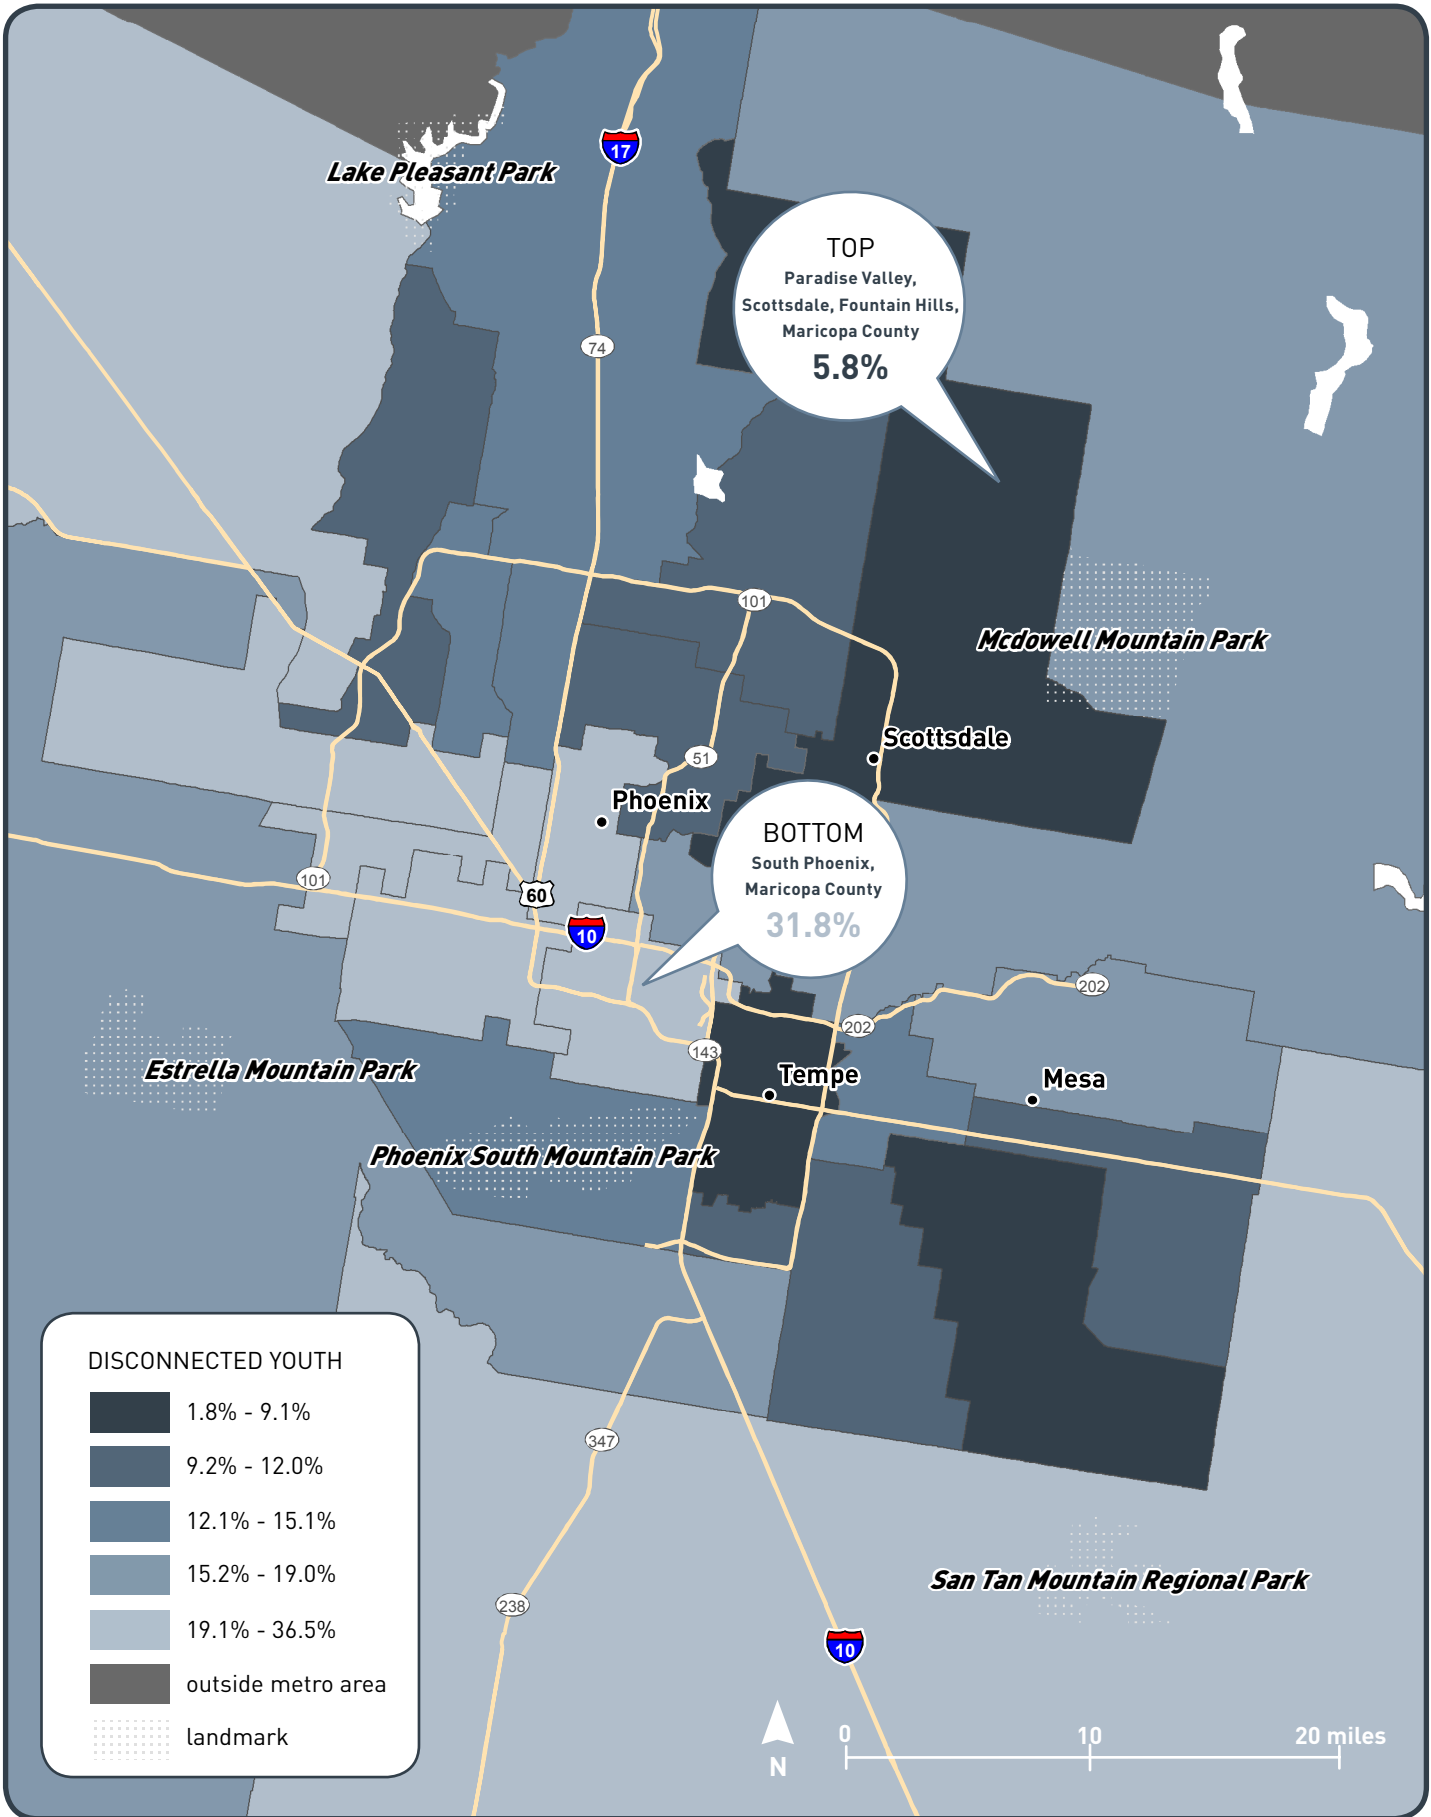 17
Lake Pleasant Park
TOP
Paradise Valley,
Scottsdale, Fountain Hills,
Maricopa County
5.8%
74
101
Mcdowell Mountain Park
Scottsdale
51
Phoenix
BOTTOM
South Phoenix,
Maricopa County
31.8%
101
60
10
202
202
143
Estrella Mountain Park
Tempe
Mesa
Phoenix South Mountain Park
DISCONNECTED YOUTH
1.8% - 9.1%
9.2% - 12.0%
12.1% - 15.1%
15.2% - 19.0%
19.1% - 36.5%
outside metro area
landmark
347
238
San Tan Mountain Regional Park
10
N
0 10 20 miles